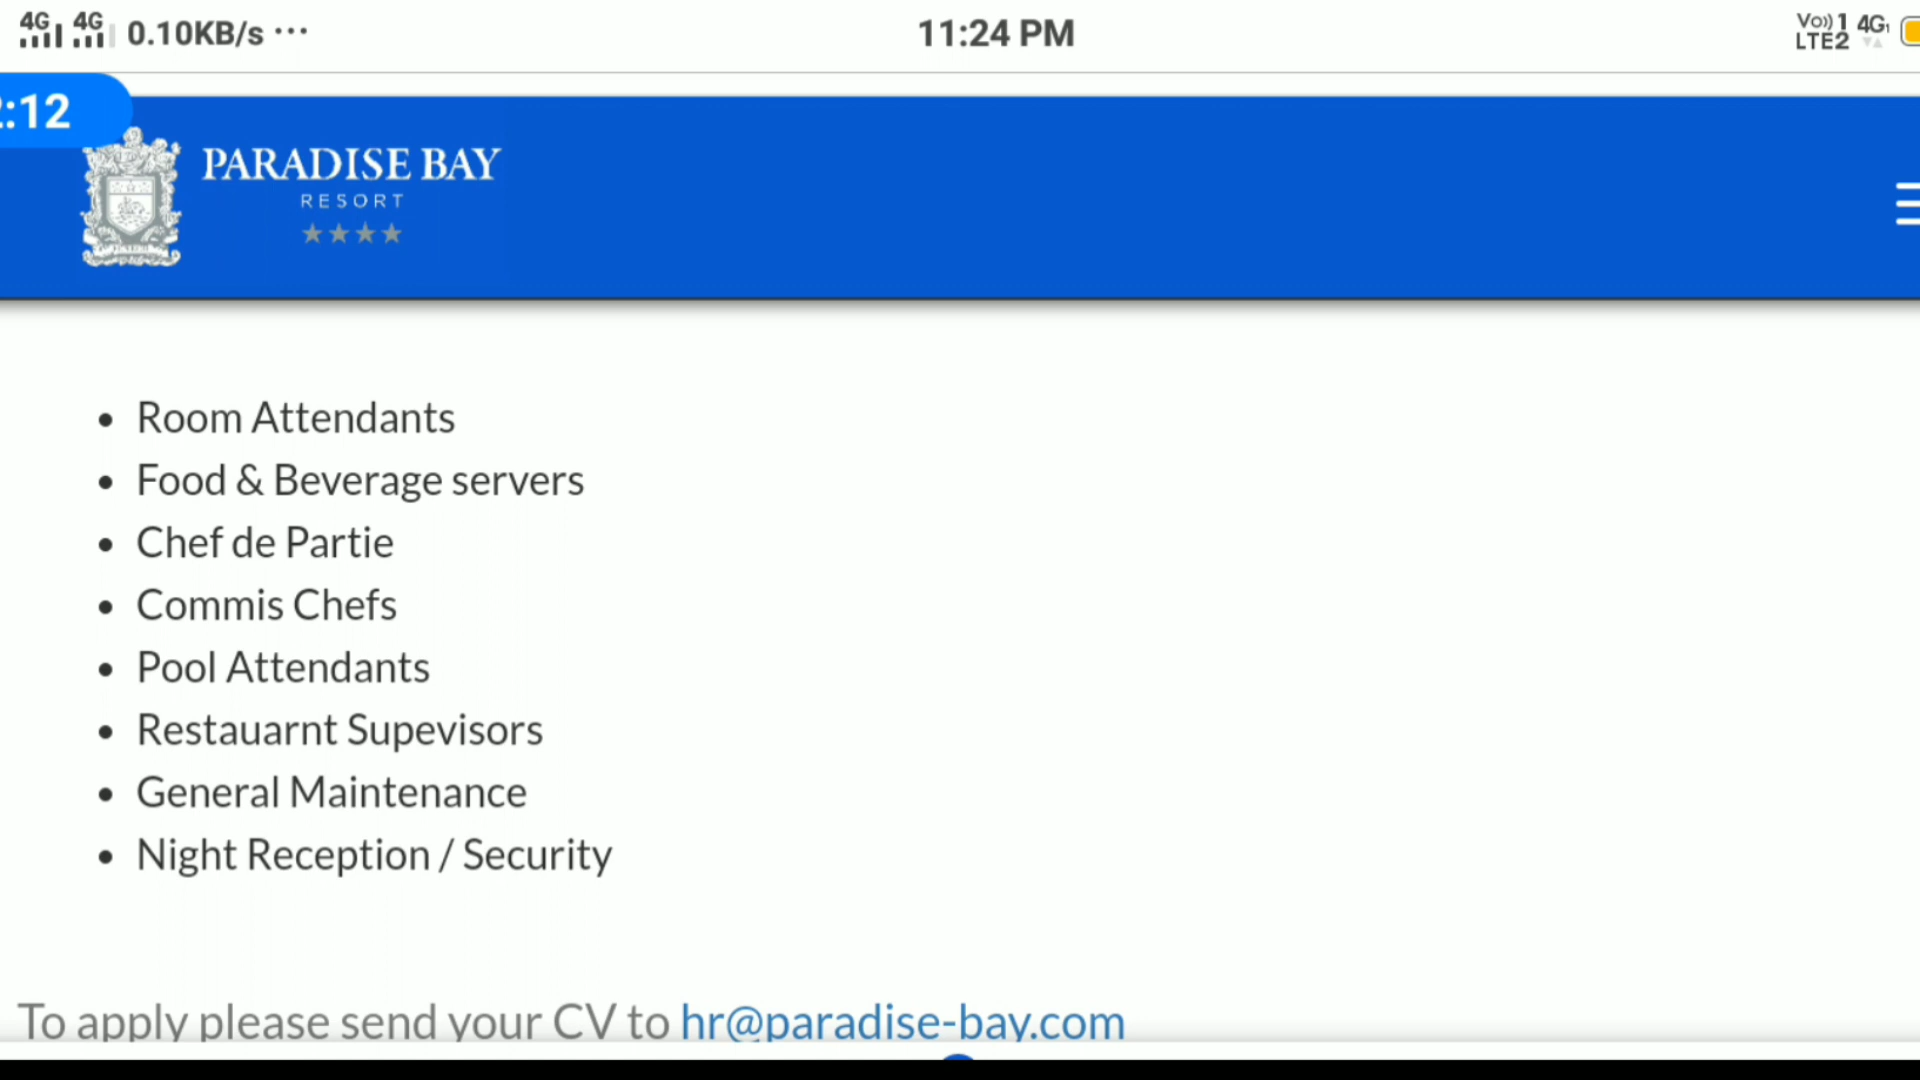 4G 4G 0.10KB/s ... 11:24 PM Vo)) 1 4G
LTE2
:12
PARADISE BAY
RESORT
• Room Attendants
• Food & Beverage servers
• Chef de Partie
• Commis Chefs
• Pool Attendants
• Restauarnt Supevisors
• General Maintenance
• Night Reception / Security
To apply please send your CV to hr@paradise-bay.com